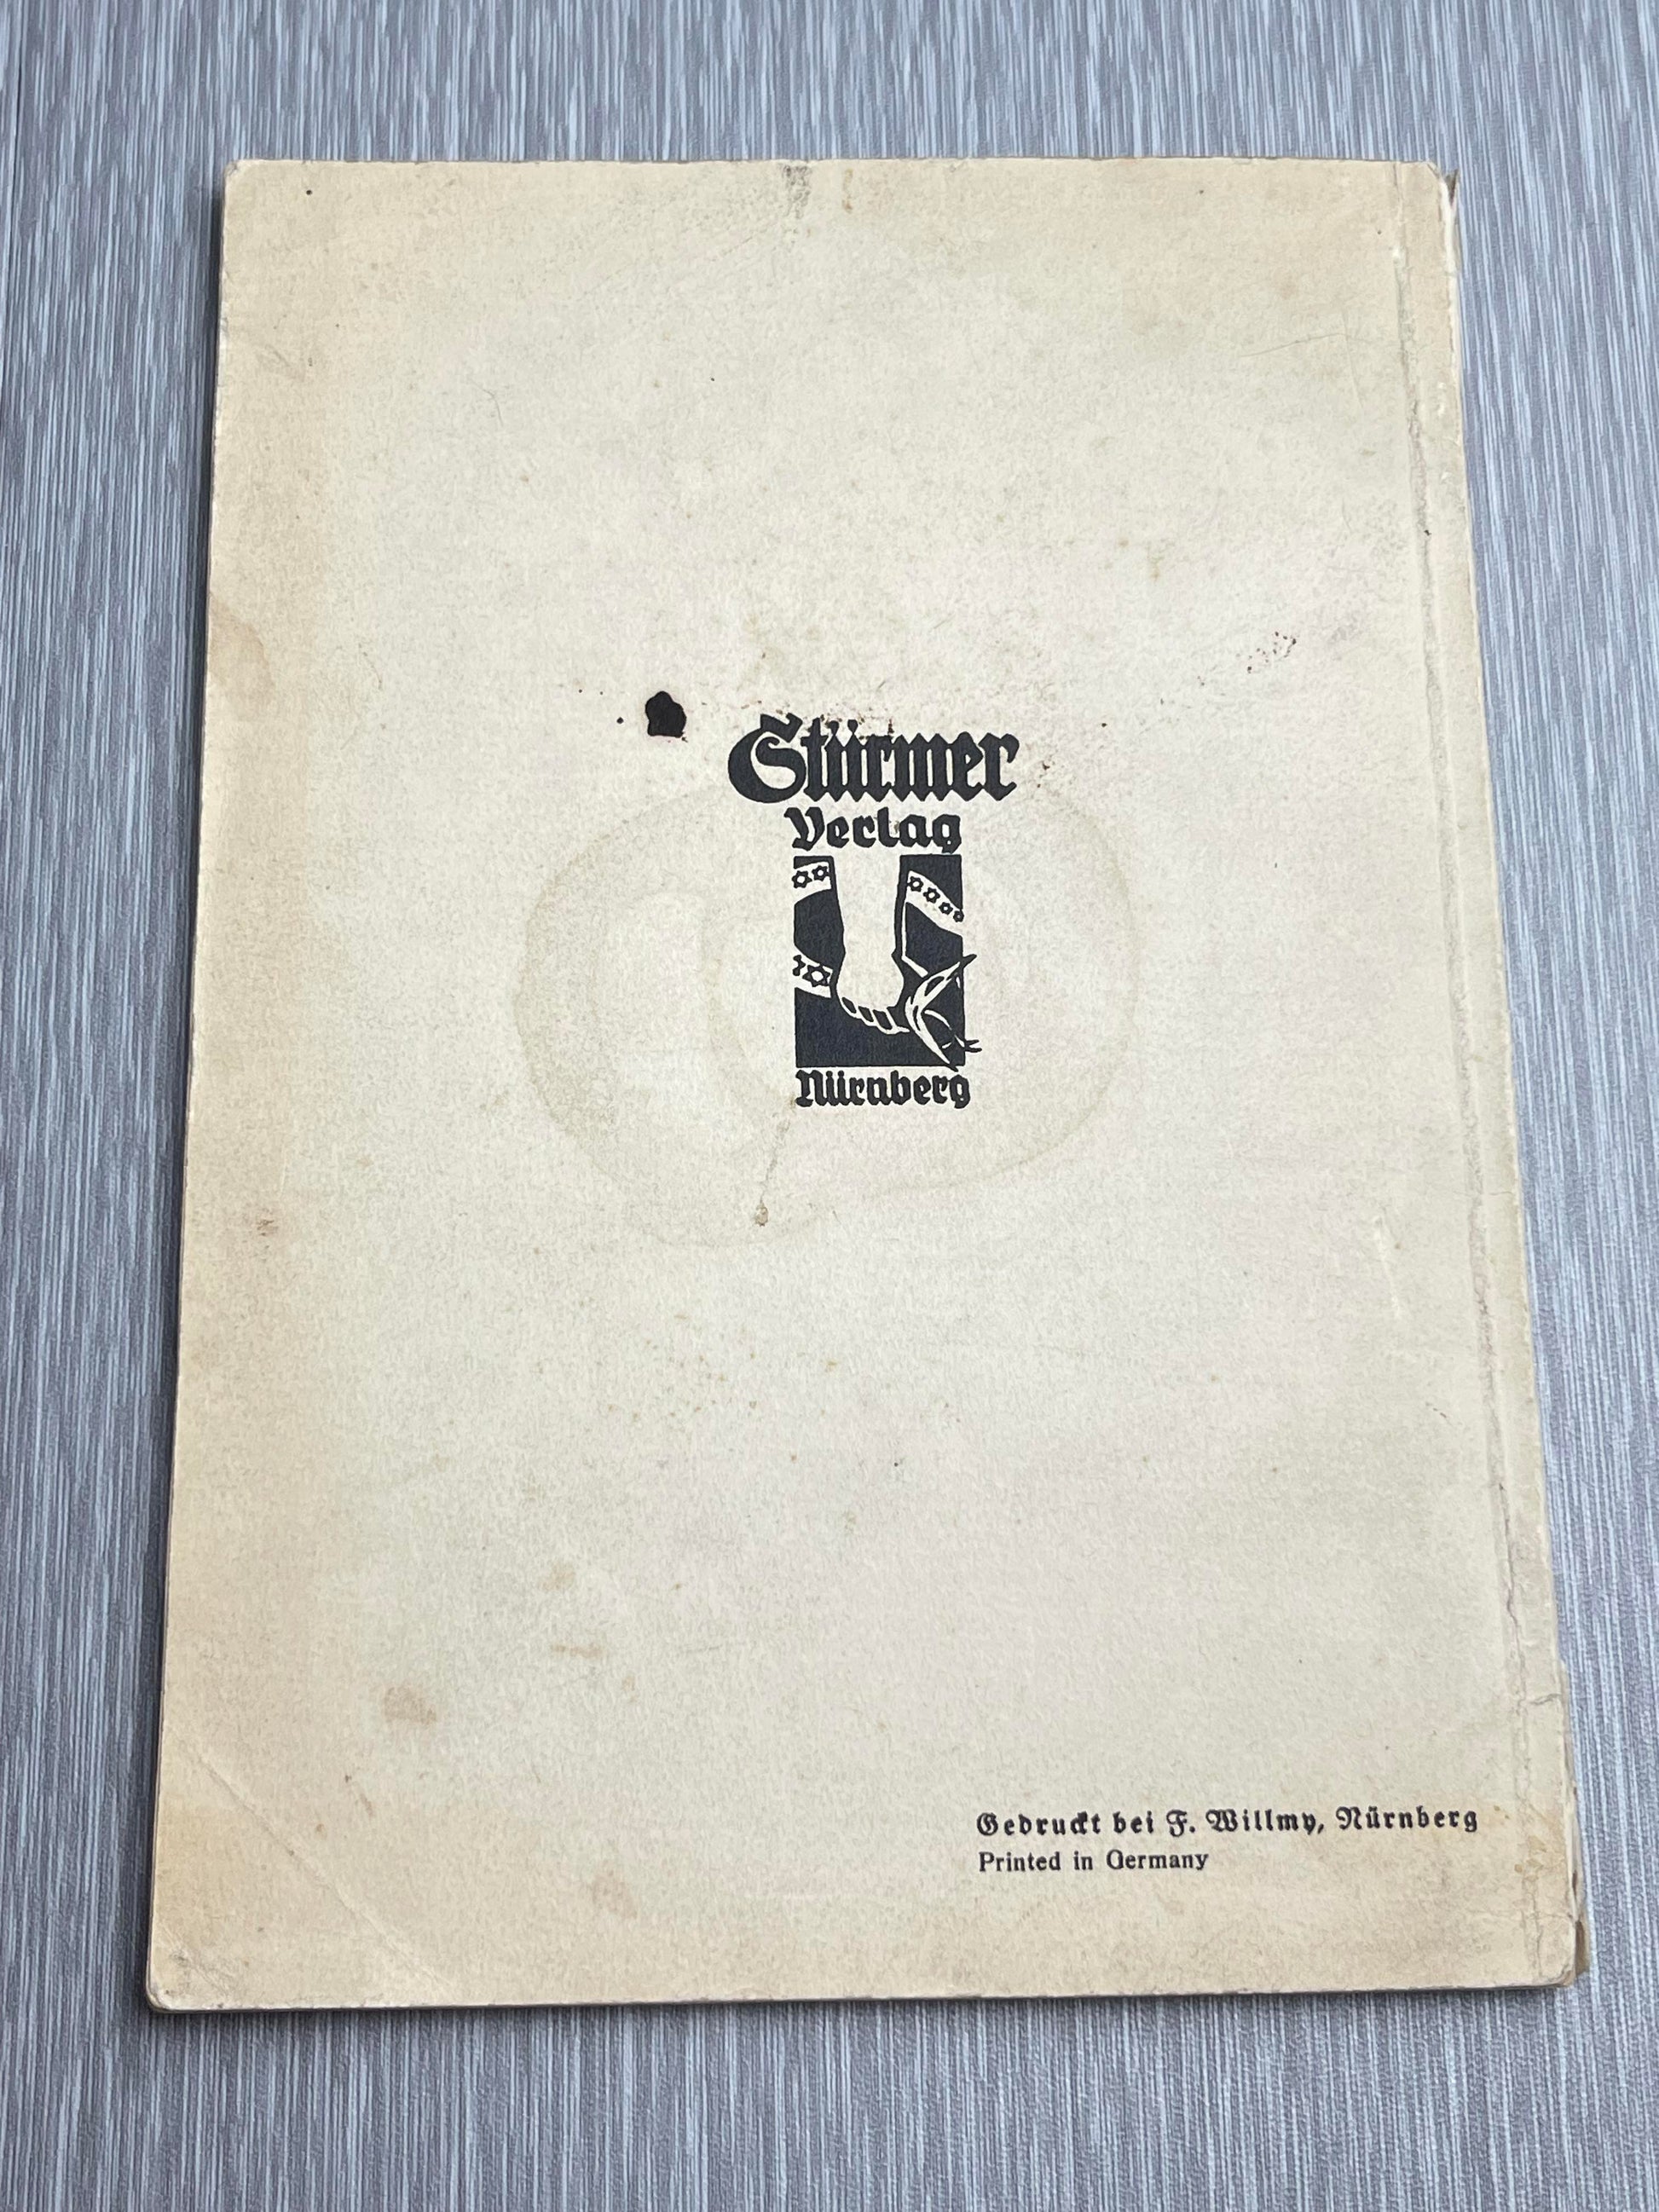 Stürmer
Verlag
Nürnberg
Gedruckt bei F. Willmy, Nürnberg
Printed in Germany